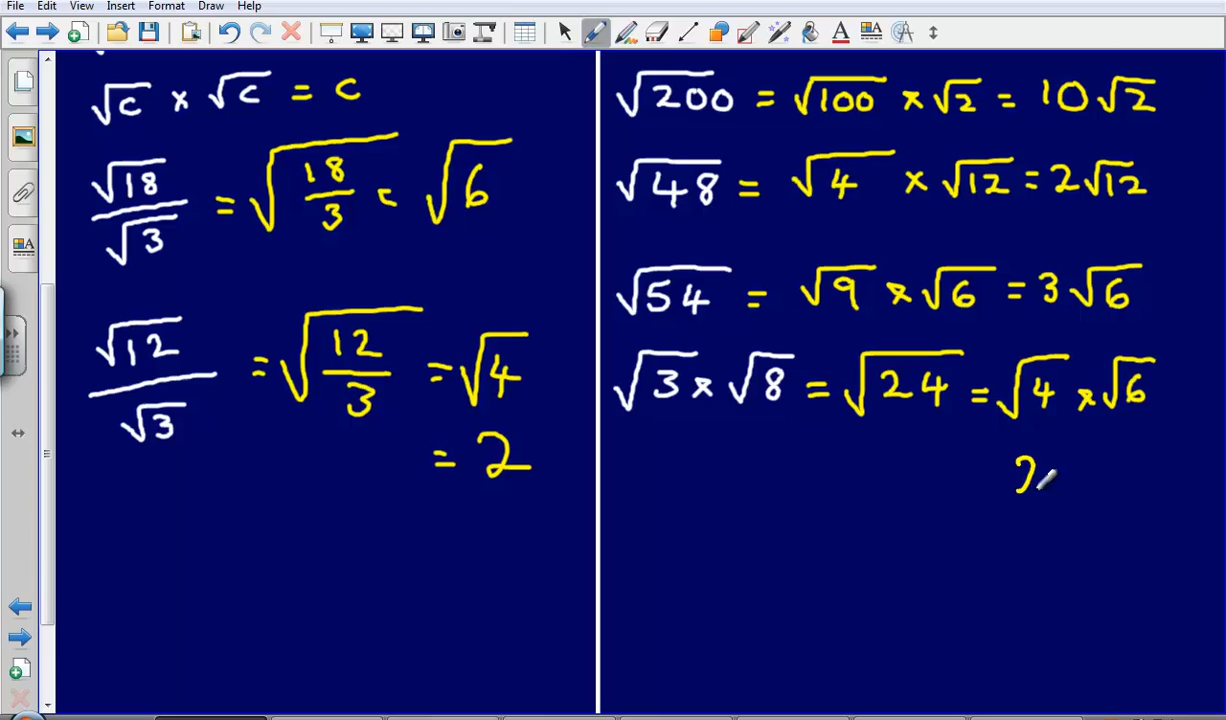 File Edit View Insert Format Draw Help
√c × √c = c
√18/√3 = √(18/3) = √6
√12/√3 = √(12/3) = √4
= 2
√200 = √100 × √2 = 10√2
√48 = √4 × √12 = 2√12
√54 = √9 × √6 = 3√6
√3 × √8 = √24 = √4 × √6
2